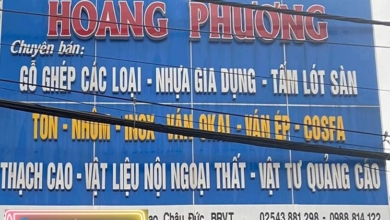 HOÀNG PHƯƠNG
Chuyên bán:
GỖ GHÉP CÁC LOẠI - NHỰA GIẢ DỤNG - TẤM LÓT SÀN
TÔN - NHÔM - INOX VÁN OKAL - VÁN ÉP - COSFA
THẠCH CAO - VẬT LIỆU NỘI NGOẠI THẤT - VẬT TƯ QUẢNG CÁO
Châu Đức, BRVT 02543 881 298 - 0988 814 122